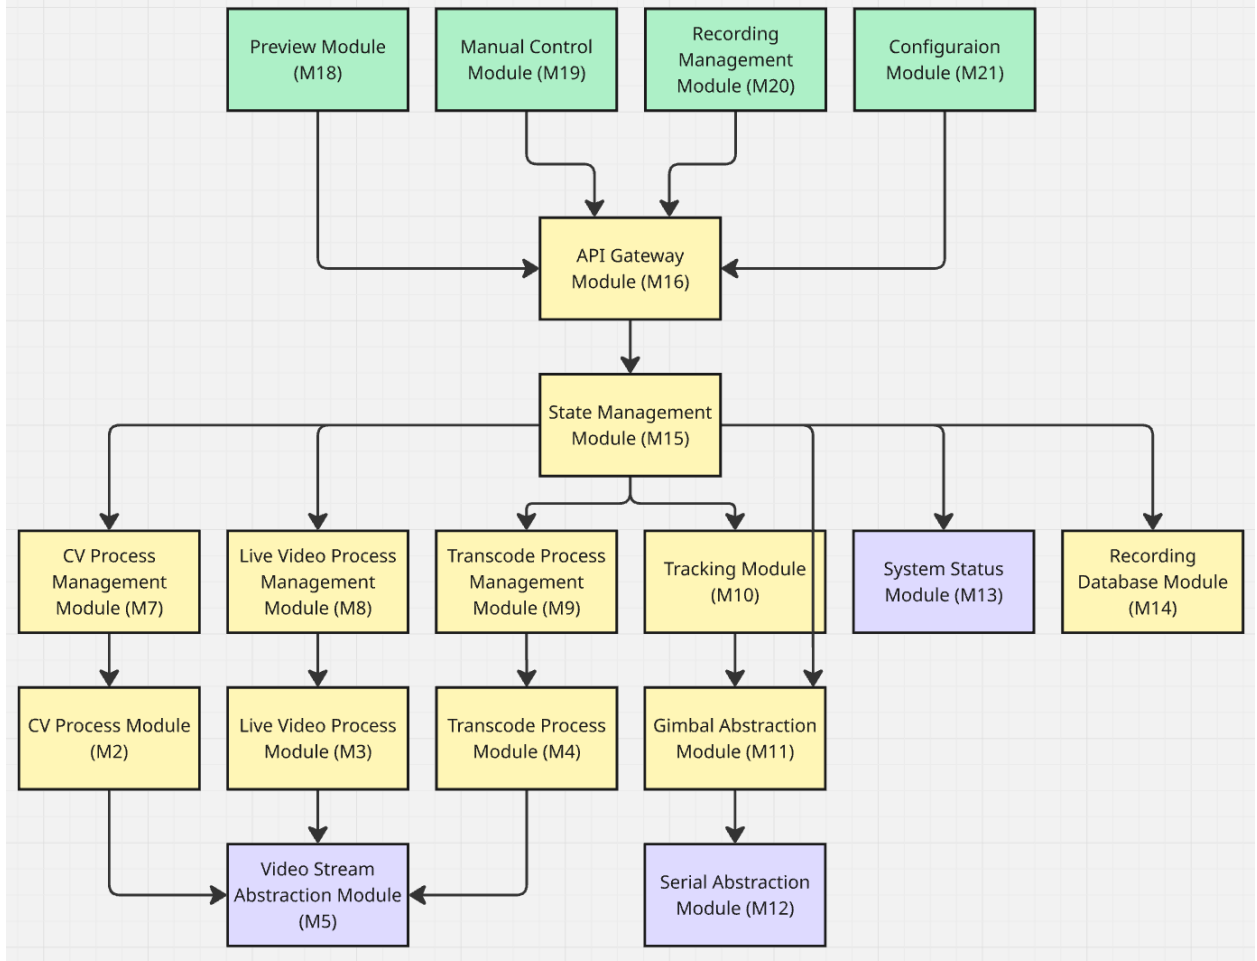 Preview Module
(M18)
Manual Control
Module (M19)
Recording
Management
Module (M20)
Configuraion
Module (M21)
API Gateway
Module (M16)
State Management
Module (M15)
CV Process
Management
Module (M7)
Live Video Process
Management
Module (M8)
Transcode Process
Management
Module (M9)
Tracking Module
(M10)
System Status
Module (M13)
Recording
Database Module
(M14)
CV Process Module
(M2)
Live Video Process
Module (M3)
Transcode Process
Module (M4)
Gimbal Abstraction
Module (M11)
Video Stream
Abstraction Module
(M5)
Serial Abstraction
Module (M12)